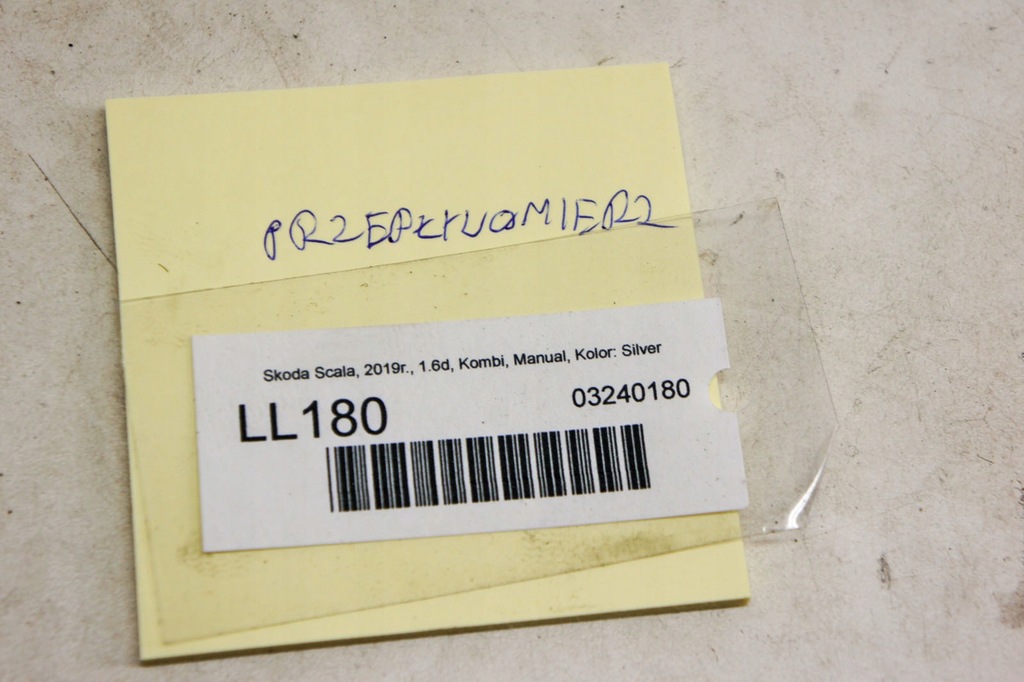 PRZEPŁYWOMIERZ
Skoda Scala, 2019r., 1.6d, Kombi, Manual, Kolor: Silver
LL180
03240180